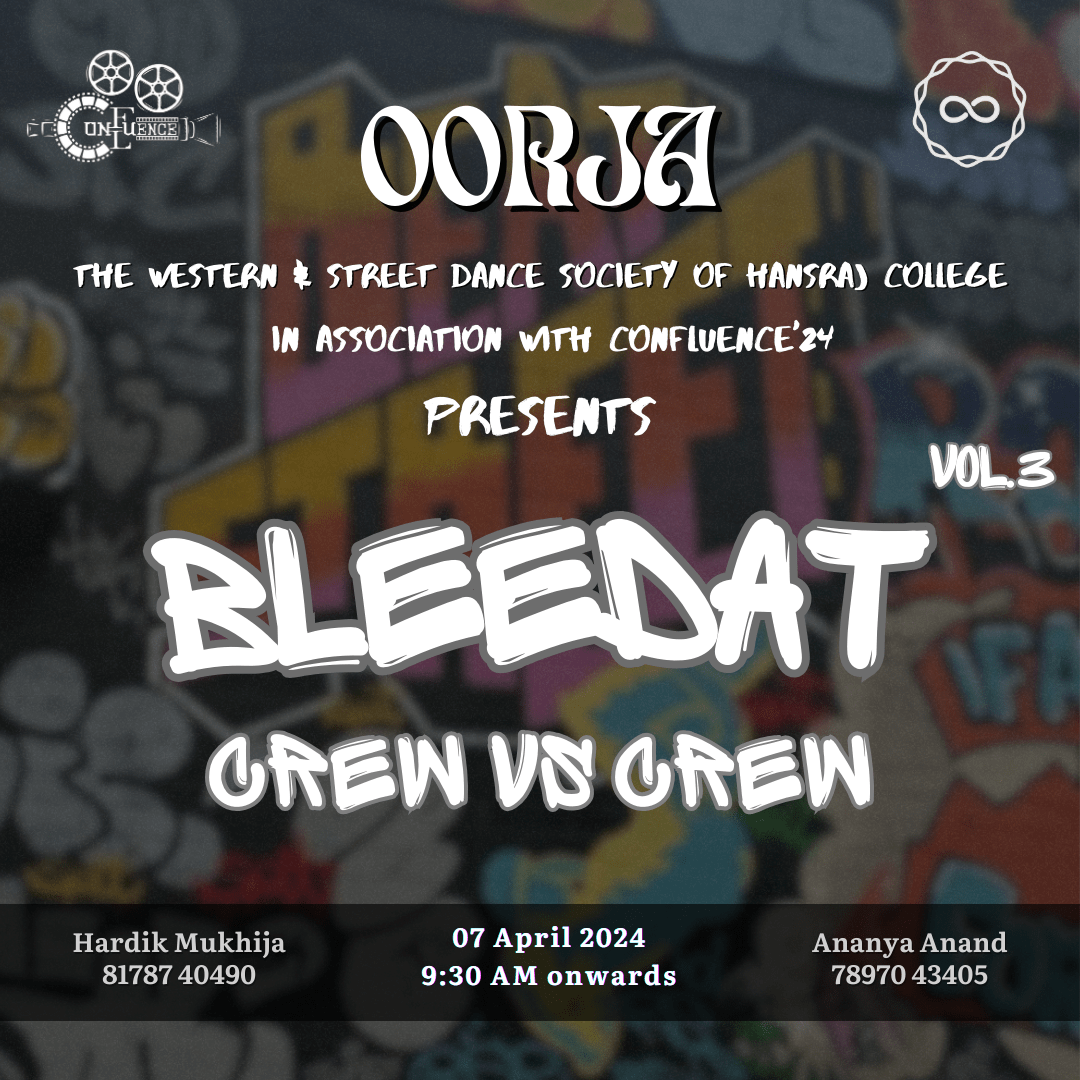 CONFLUENCE
OORJA
THE WESTERN & STREET DANCE SOCIETY OF HANSRAJ COLLEGE
IN ASSOCIATION WITH CONFLUENCE'24
PRESENTS
VOL.3
BLEEDAT
CREW VS CREW
Hardik Mukhija
81787 40490
07 April 2024
9:30 AM onwards
Ananya Anand
78970 43405